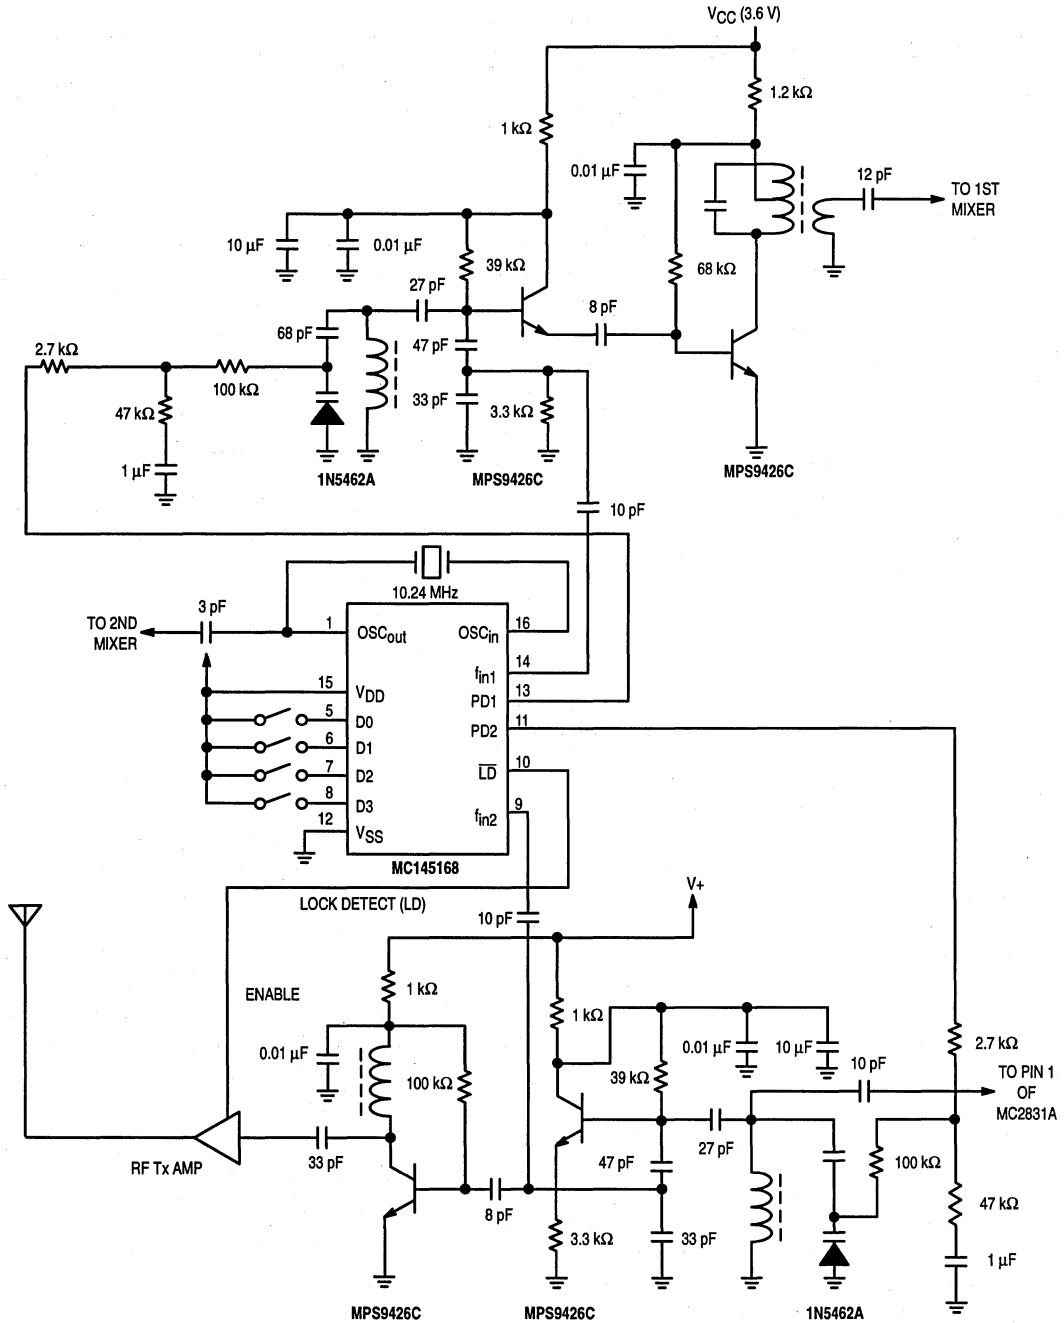 VCC (3.6 V)
1.2 kΩ
1 kΩ
0.01 µF
12 pF
TO 1ST
MIXER
10 µF
0.01 µF
39 kΩ
68 kΩ
27 pF
8 pF
68 pF
47 pF
2.7 kΩ
100 kΩ
33 pF
3.3 kΩ
47 kΩ
1 µF
1N5462A
MPS9426C
MPS9426C
10 pF
10.24 MHz
3 pF
TO 2ND
MIXER
1
OSCout
OSCin
16
fin1
14
15
VDD
PD1
13
5
D0
PD2
11
6
D1
7
D2
LD
10
8
D3
fin2
9
12
VSS
MC145168
LOCK DETECT (LD)
V+
10 pF
ENABLE
1 kΩ
1 kΩ
0.01 µF
100 kΩ
39 kΩ
0.01 µF
10 µF
10 pF
2.7 kΩ
TO PIN 1
OF
MC2831A
RF Tx AMP
33 pF
27 pF
47 pF
100 kΩ
8 pF
3.3 kΩ
33 pF
47 kΩ
1 µF
MPS9426C
MPS9426C
1N5462A